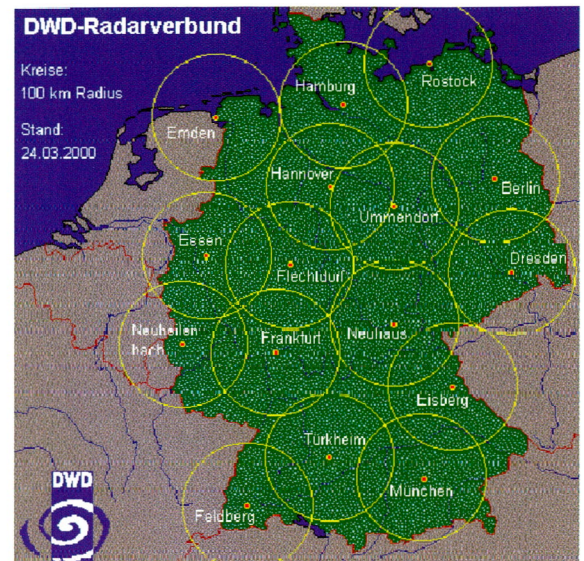 DWD-Radarverbund
Kreise:
100 km Radius
Stand:
24.03.2000
Hamburg
Rostock
Emden
Hannover
Berlin
Ummendorf
Essen
Flechtdorf
Dresden
Neuheilen
bach
Frankfurt
Neuhaus
Eisberg
Türkheim
München
Feldberg
DWD